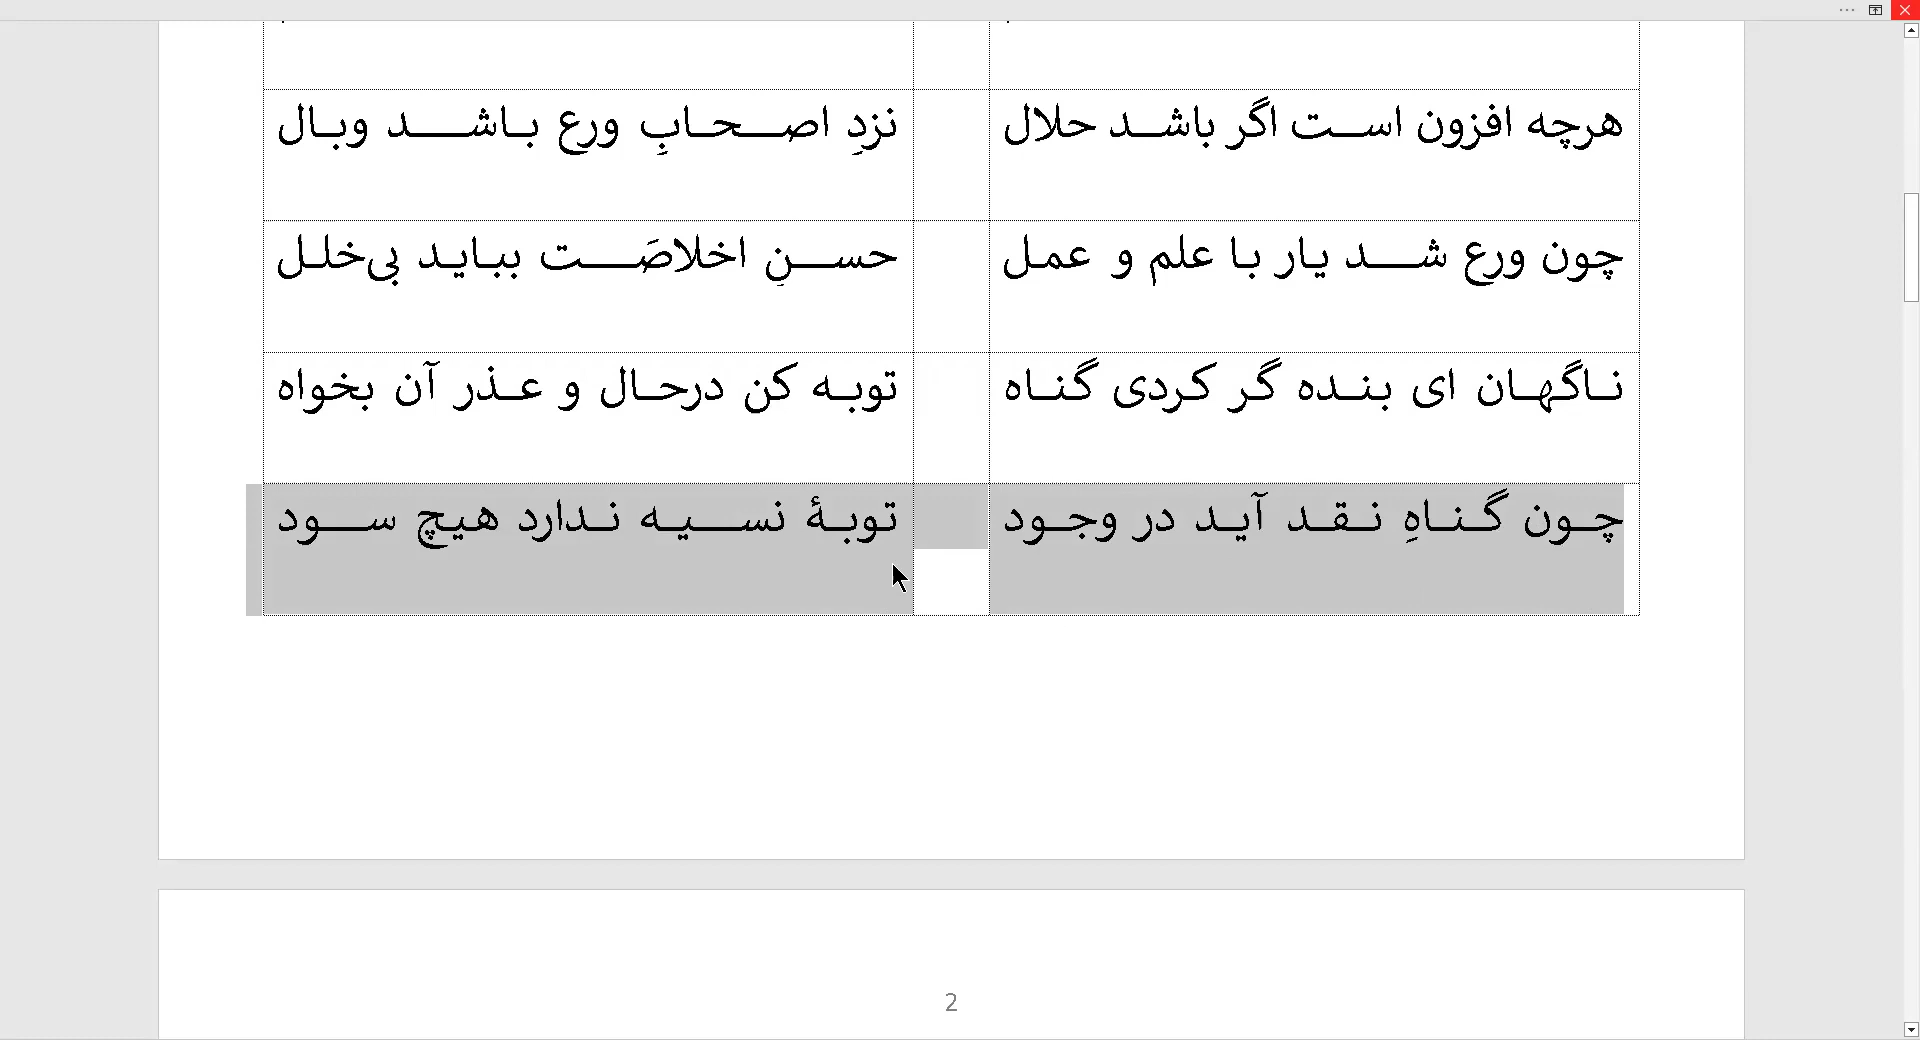 هرچه افزون است اگر باشد حلال نزدِ اصحابِ ورع باشد وبال
چون ورع شد یار با علم و عمل حسنِ اخلاصَت بباید بی‌خلل
ناگهان ای بنده گر کردی گناه توبه کن درحال و عذر آن بخواه
چون گناهِ نقد آید در وجود توبهٔ نسیه ندارد هیچ سود
2